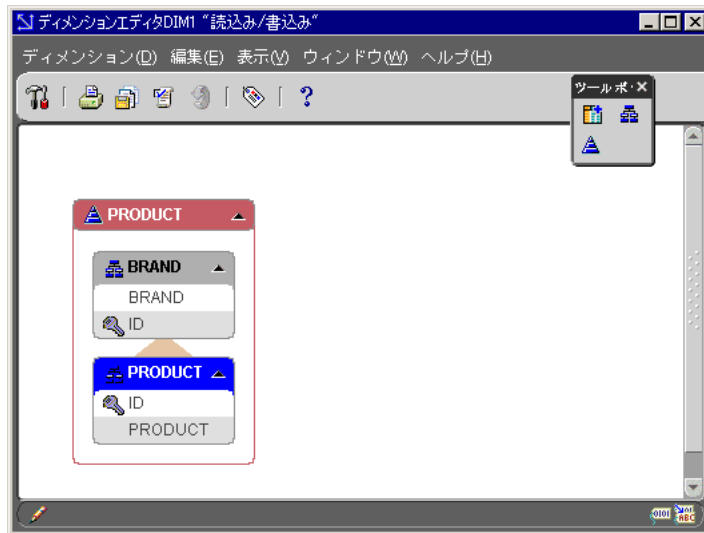 ディメンションエディタDIM1 “読込み/書込み“
ディメンション(D) 編集(E) 表示(V) ウィンドウ(W) ヘルプ(H)
ツールボ・
PRODUCT
BRAND
BRAND
ID
PRODUCT
ID
PRODUCT
0101
ABC